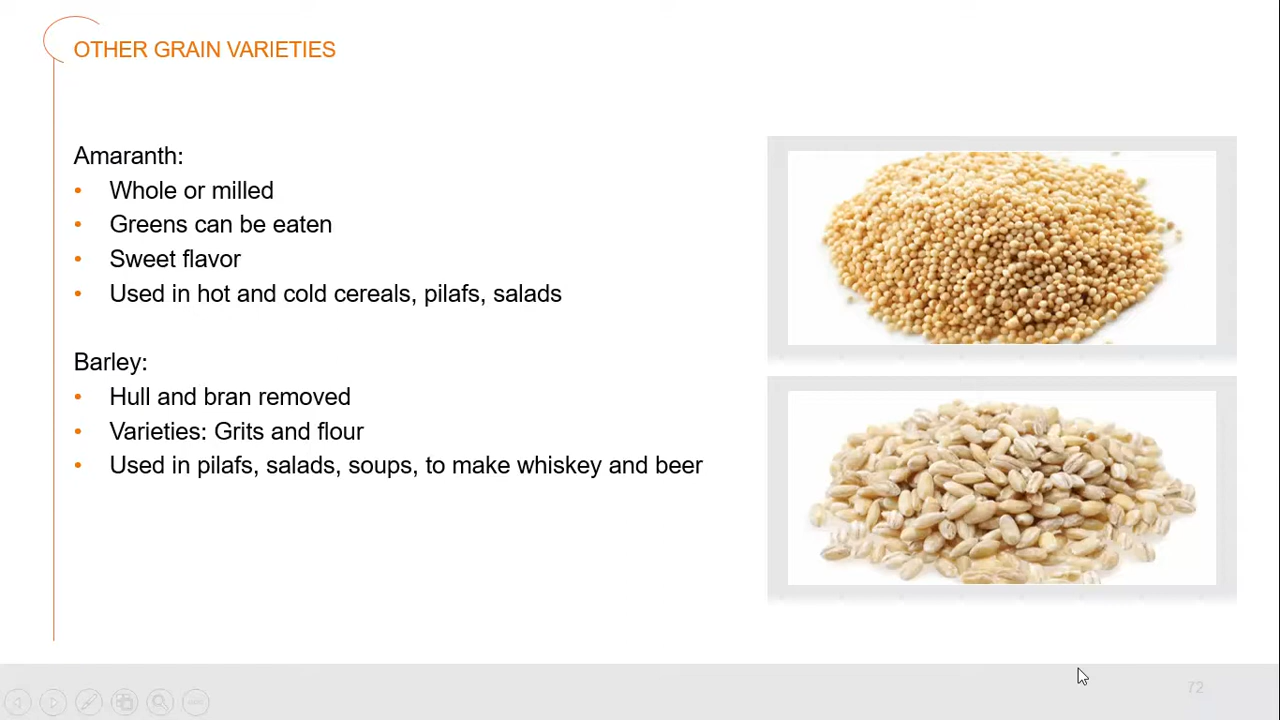 OTHER GRAIN VARIETIES
Amaranth:
• Whole or milled
• Greens can be eaten
• Sweet flavor
• Used in hot and cold cereals, pilafs, salads
Barley:
• Hull and bran removed
• Varieties: Grits and flour
• Used in pilafs, salads, soups, to make whiskey and beer
72